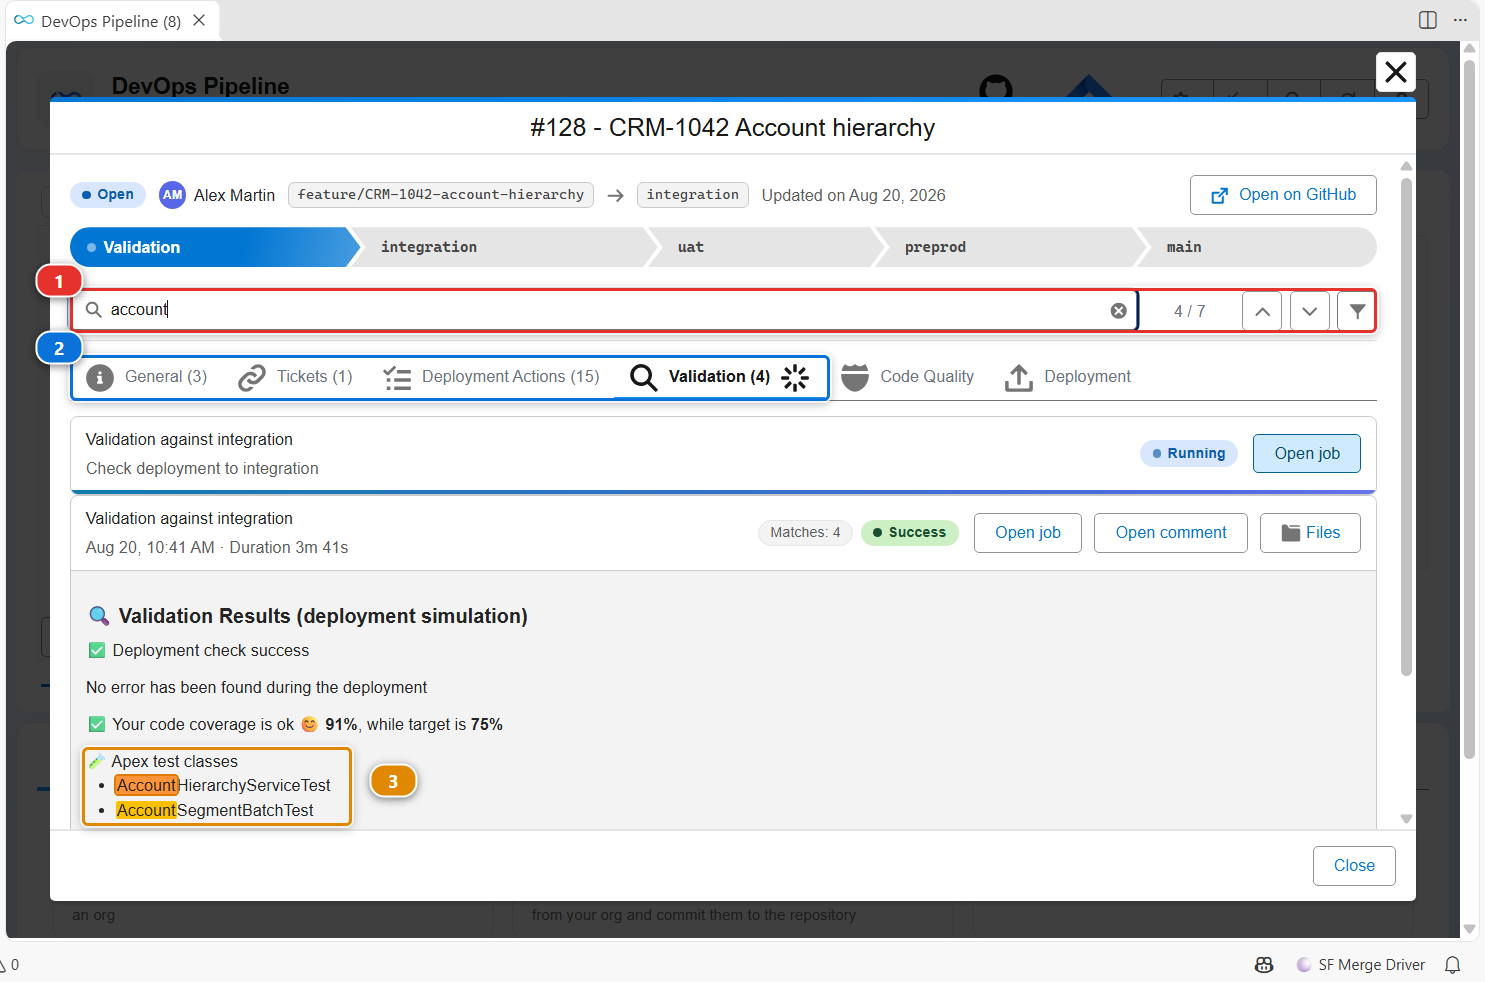 DevOps Pipeline (8)
DevOps Pipeline
#128 - CRM-1042 Account hierarchy
Open
AM
Alex Martin
feature/CRM-1042-account-hierarchy
integration
Updated on Aug 20, 2026
Open on GitHub
Validation
integration
uat
preprod
main
1
account
4 / 7
2
General (3)
Tickets (1)
Deployment Actions (15)
Validation (4)
Code Quality
Deployment
Validation against integration
Check deployment to integration
Running
Open job
Validation against integration
Aug 20, 10:41 AM · Duration 3m 41s
Matches: 4
Success
Open job
Open comment
Files
Validation Results (deployment simulation)
Deployment check success
No error has been found during the deployment
Your code coverage is ok 😊 91%, while target is 75%
Apex test classes
• AccountHierarchyServiceTest
• AccountSegmentBatchTest
3
Close
an org
from your org and commit them to the repository
0
SF Merge Driver